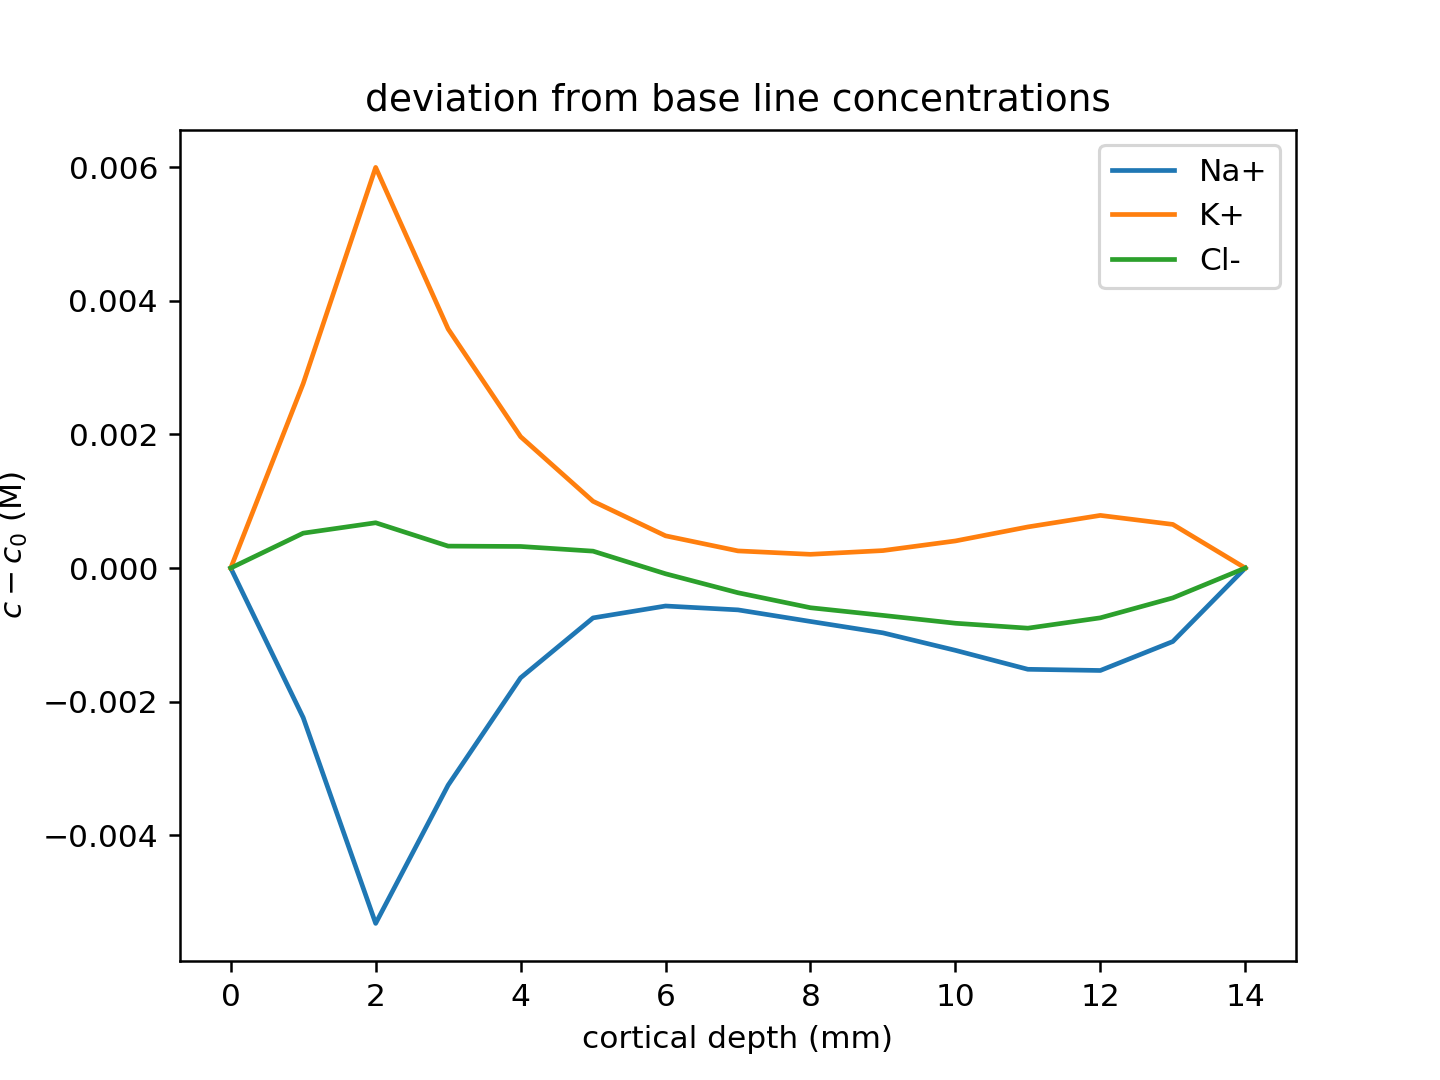 deviation from base line concentrations
Na+
K+
Cl-
0.006
0.004
0.002
0.000
−0.002
−0.004
c − c₀ (M)
0 2 4 6 8 10 12 14
cortical depth (mm)